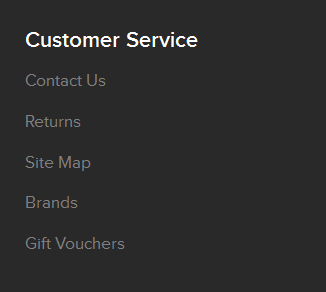 Customer Service
Contact Us
Returns
Site Map
Brands
Gift Vouchers